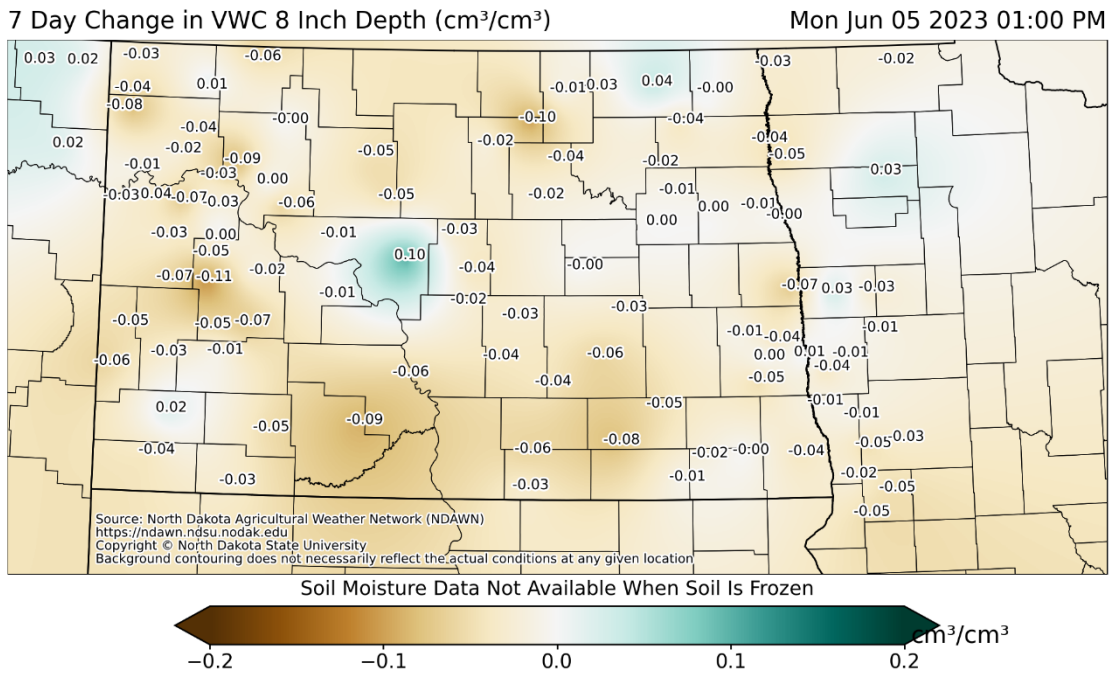 7 Day Change in VWC 8 Inch Depth (cm³/cm³) Mon Jun 05 2023 01:00 PM
0.03 0.02 -0.03 -0.06 -0.03 -0.02
-0.04 0.01 -0.01 0.03 0.04 -0.00
-0.08 -0.00 -0.10 -0.04
-0.04 -0.04
0.02 -0.02 -0.05 -0.02 -0.05
-0.01 -0.09 -0.04 -0.02 0.03
-0.03 0.00 -0.01
-0.03 0.04 -0.07 -0.03 -0.06 -0.05 -0.02 0.00 -0.01 -0.00
0.00
-0.03 0.00 -0.01 -0.03
-0.05 0.10
-0.07 -0.11 -0.02 -0.04 -0.00
-0.01 -0.02 -0.07 0.03 -0.03
-0.05 -0.05 -0.07 -0.03 -0.03
-0.01 -0.04 -0.01
-0.06 -0.03 -0.01 -0.04 -0.06 0.00 0.01 -0.01
-0.06 -0.04 -0.05 -0.04
0.02 -0.05 -0.01 -0.01
-0.05 -0.09
-0.04 -0.06 -0.08 -0.02 -0.00 -0.04 -0.05 -0.03
-0.03 -0.03 -0.01 -0.02 -0.05
-0.05
Source: North Dakota Agricultural Weather Network (NDAWN)
https://ndawn.ndsu.nodak.edu
Copyright © North Dakota State University
Background contouring does not necessarily reflect the actual conditions at any given location
Soil Moisture Data Not Available When Soil Is Frozen
cm³/cm³
−0.2 −0.1 0.0 0.1 0.2